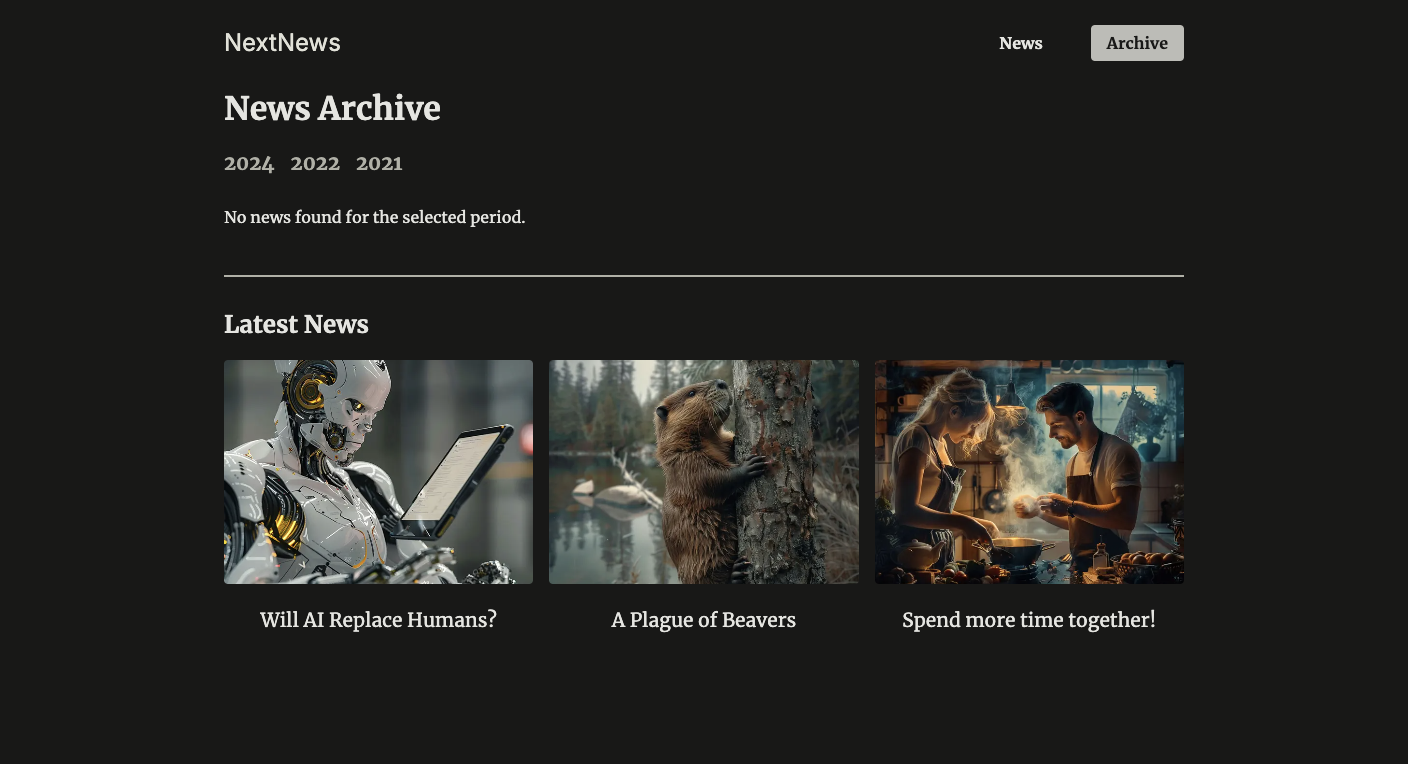 NextNews
News
Archive
News Archive
2024 2022 2021
No news found for the selected period.
Latest News
Will AI Replace Humans?
A Plague of Beavers
Spend more time together!